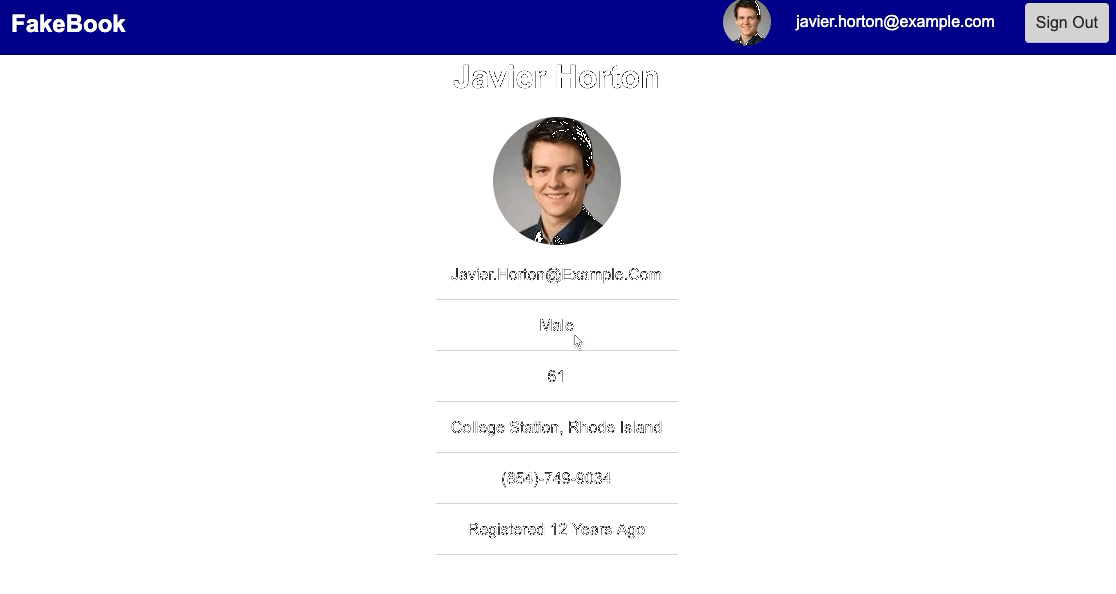 FakeBook
javier.horton@example.com
Sign Out
Javier Horton
Javier.Horton@Example.Com
Male
61
College Station, Rhode Island
(854)-749-9034
Registered 12 Years Ago